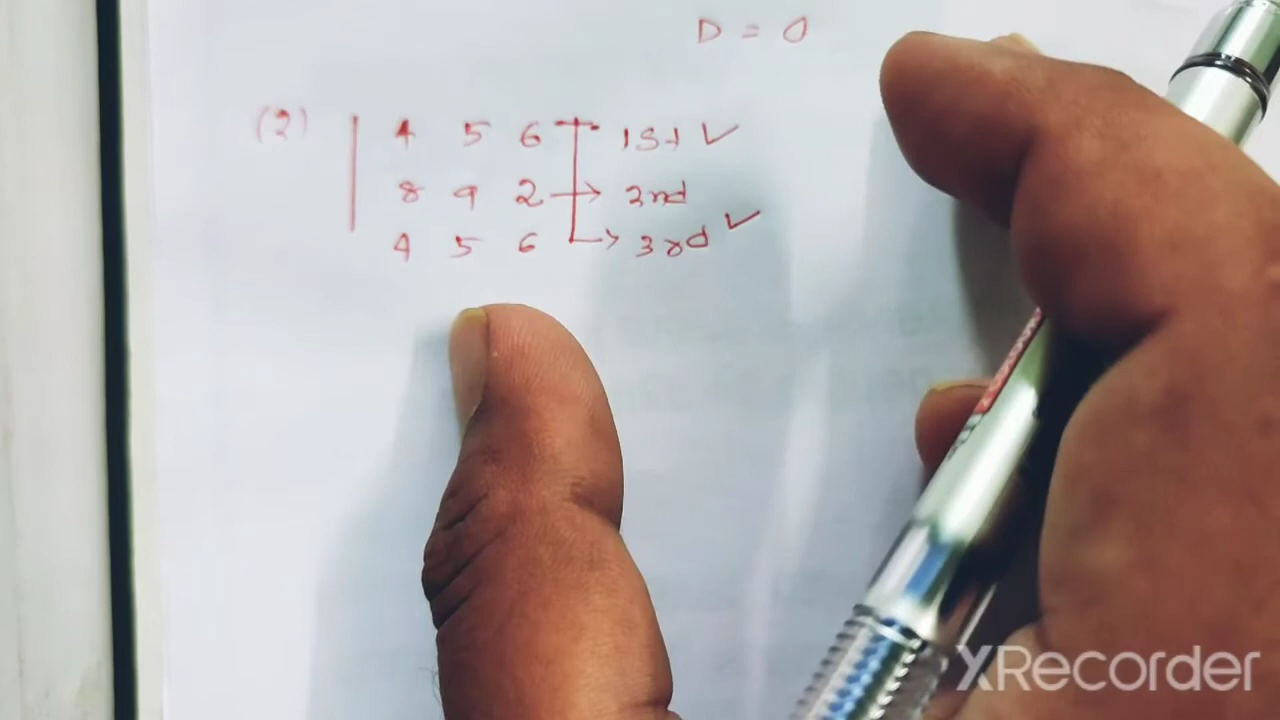 D = 0
(2) | 4 5 6 → 1st ✓
8 9 2 → 2nd
4 5 6 → 3rd ✓
XRecorder